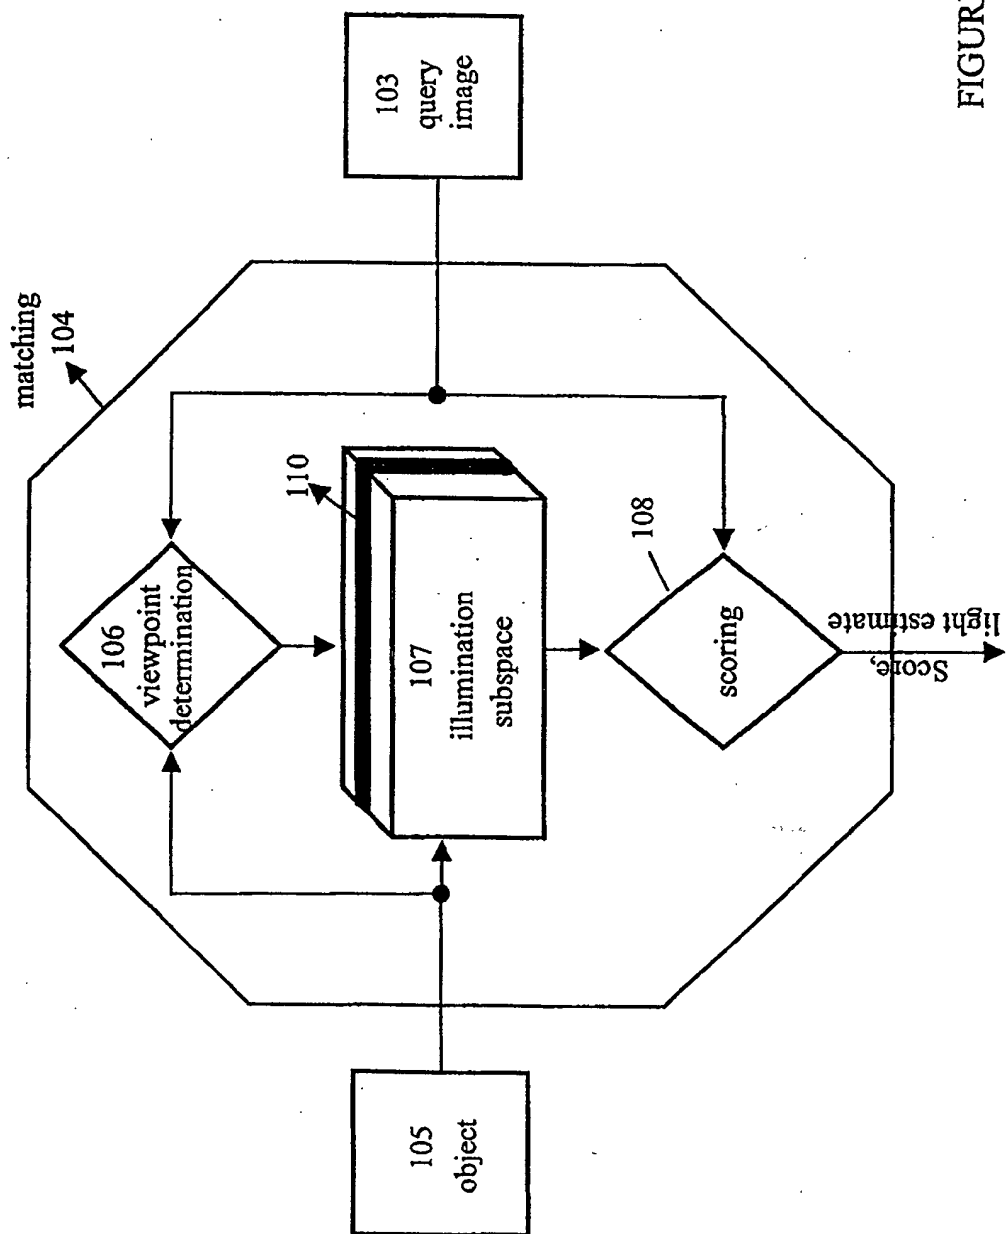 matching
104
103
query
image
106
viewpoint
determination
110
107
illumination
subspace
108
scoring
Score,
light estimate
105
object